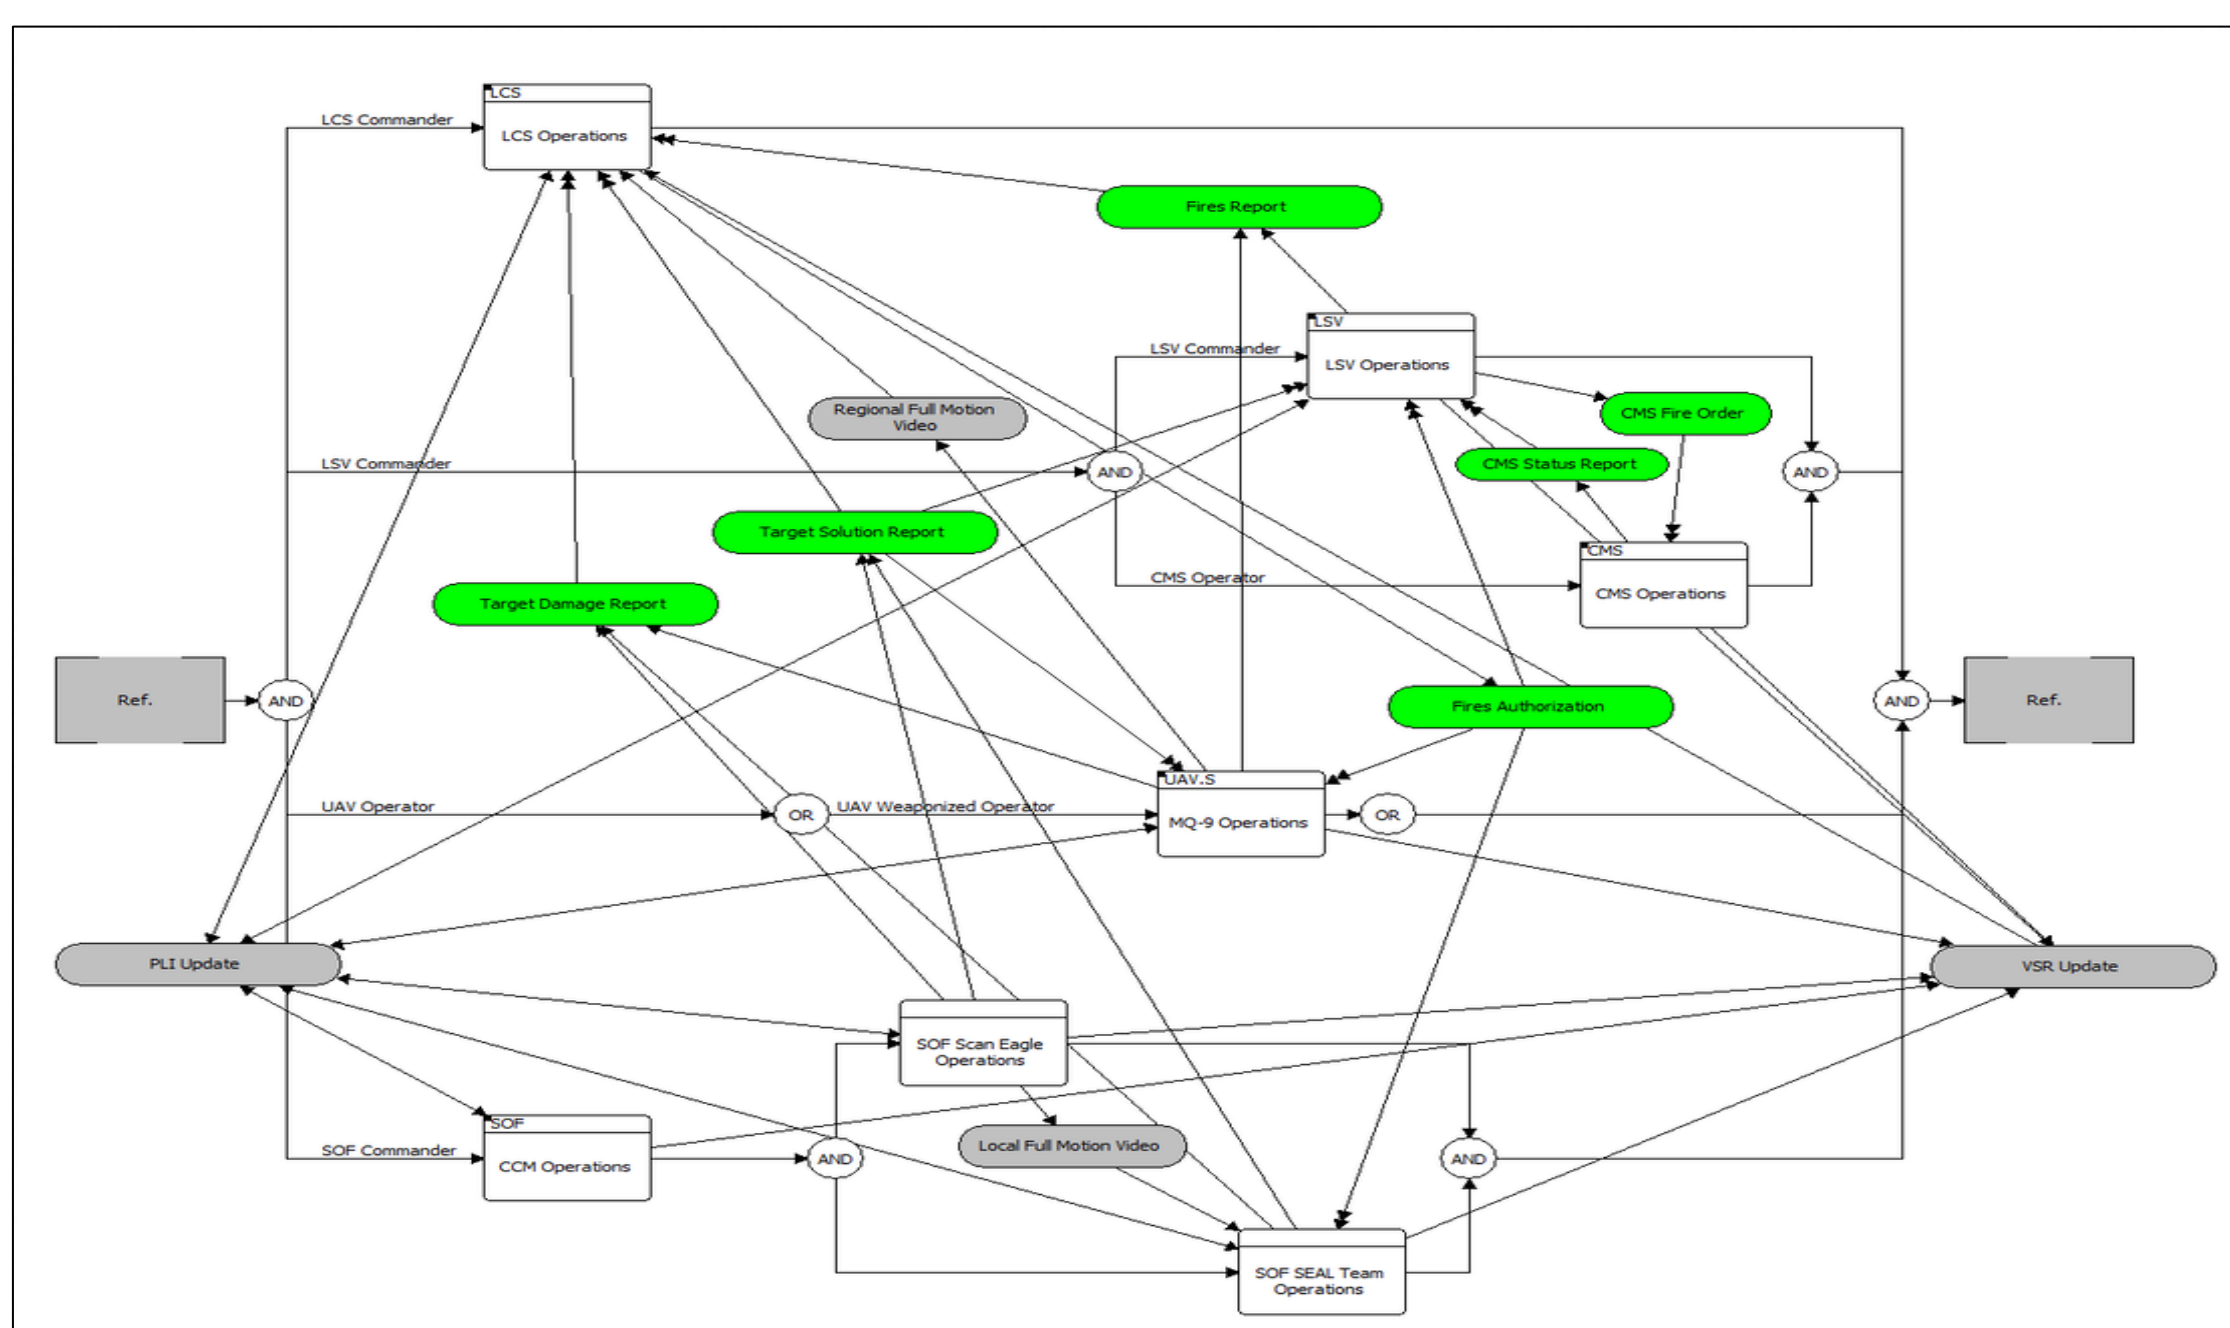 LCS
LCS Commander
LCS Operations
Fires Report
LSV
LSV Commander
LSV Operations
Regional Full Motion
Video
CMS Fire Order
LSV Commander
AND
CMS Status Report
AND
Target Solution Report
CMS
CMS Operator
CMS Operations
Target Damage Report
Ref.
AND
Fires Authorization
AND
Ref.
UAV.S
UAV Operator
OR
UAV Weaponized Operator
MQ-9 Operations
OR
PLI Update
VSR Update
SOF Scan Eagle
Operations
SOF
SOF Commander
CCM Operations
AND
Local Full Motion Video
AND
SOF SEAL Team
Operations